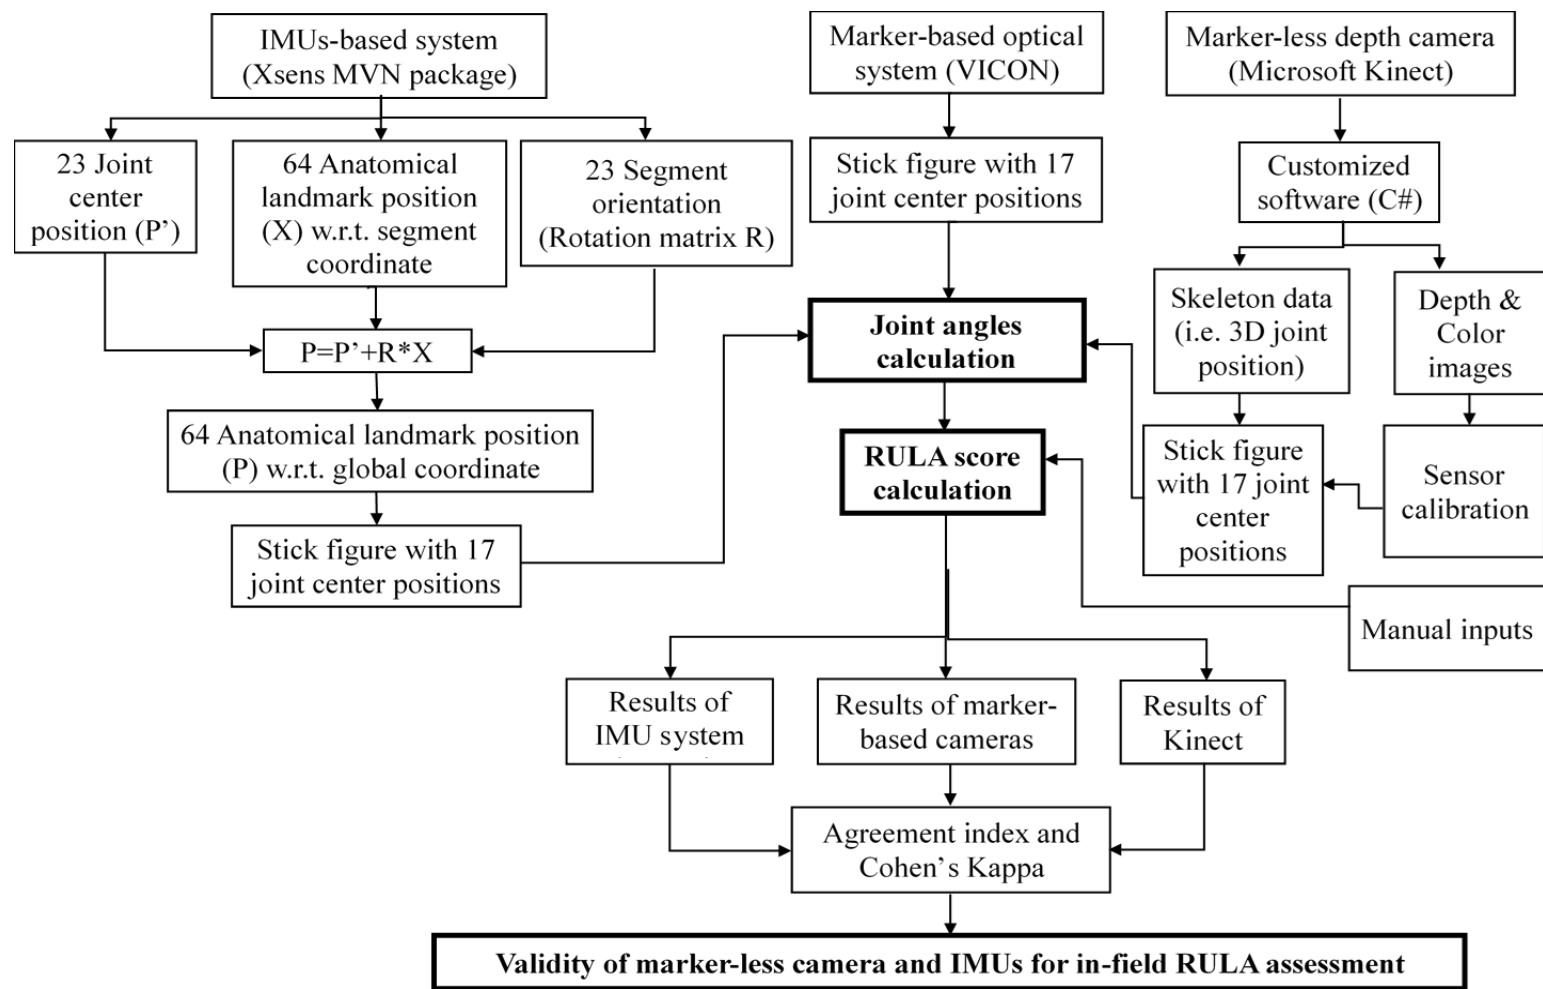 IMUs-based system
(Xsens MVN package)
Marker-based optical
system (VICON)
Marker-less depth camera
(Microsoft Kinect)
23 Joint
center
position (P’)
64 Anatomical
landmark position
(X) w.r.t. segment
coordinate
23 Segment
orientation
(Rotation matrix R)
Stick figure with 17
joint center positions
Customized
software (C#)
P=P’+R*X
Joint angles
calculation
Skeleton data
(i.e. 3D joint
position)
Depth &
Color
images
64 Anatomical landmark position
(P) w.r.t. global coordinate
RULA score
calculation
Stick figure
with 17 joint
center
positions
Sensor
calibration
Stick figure with 17
joint center positions
Manual inputs
Results of
IMU system
Results of marker-
based cameras
Results of
Kinect
Agreement index and
Cohen’s Kappa
Validity of marker-less camera and IMUs for in-field RULA assessment